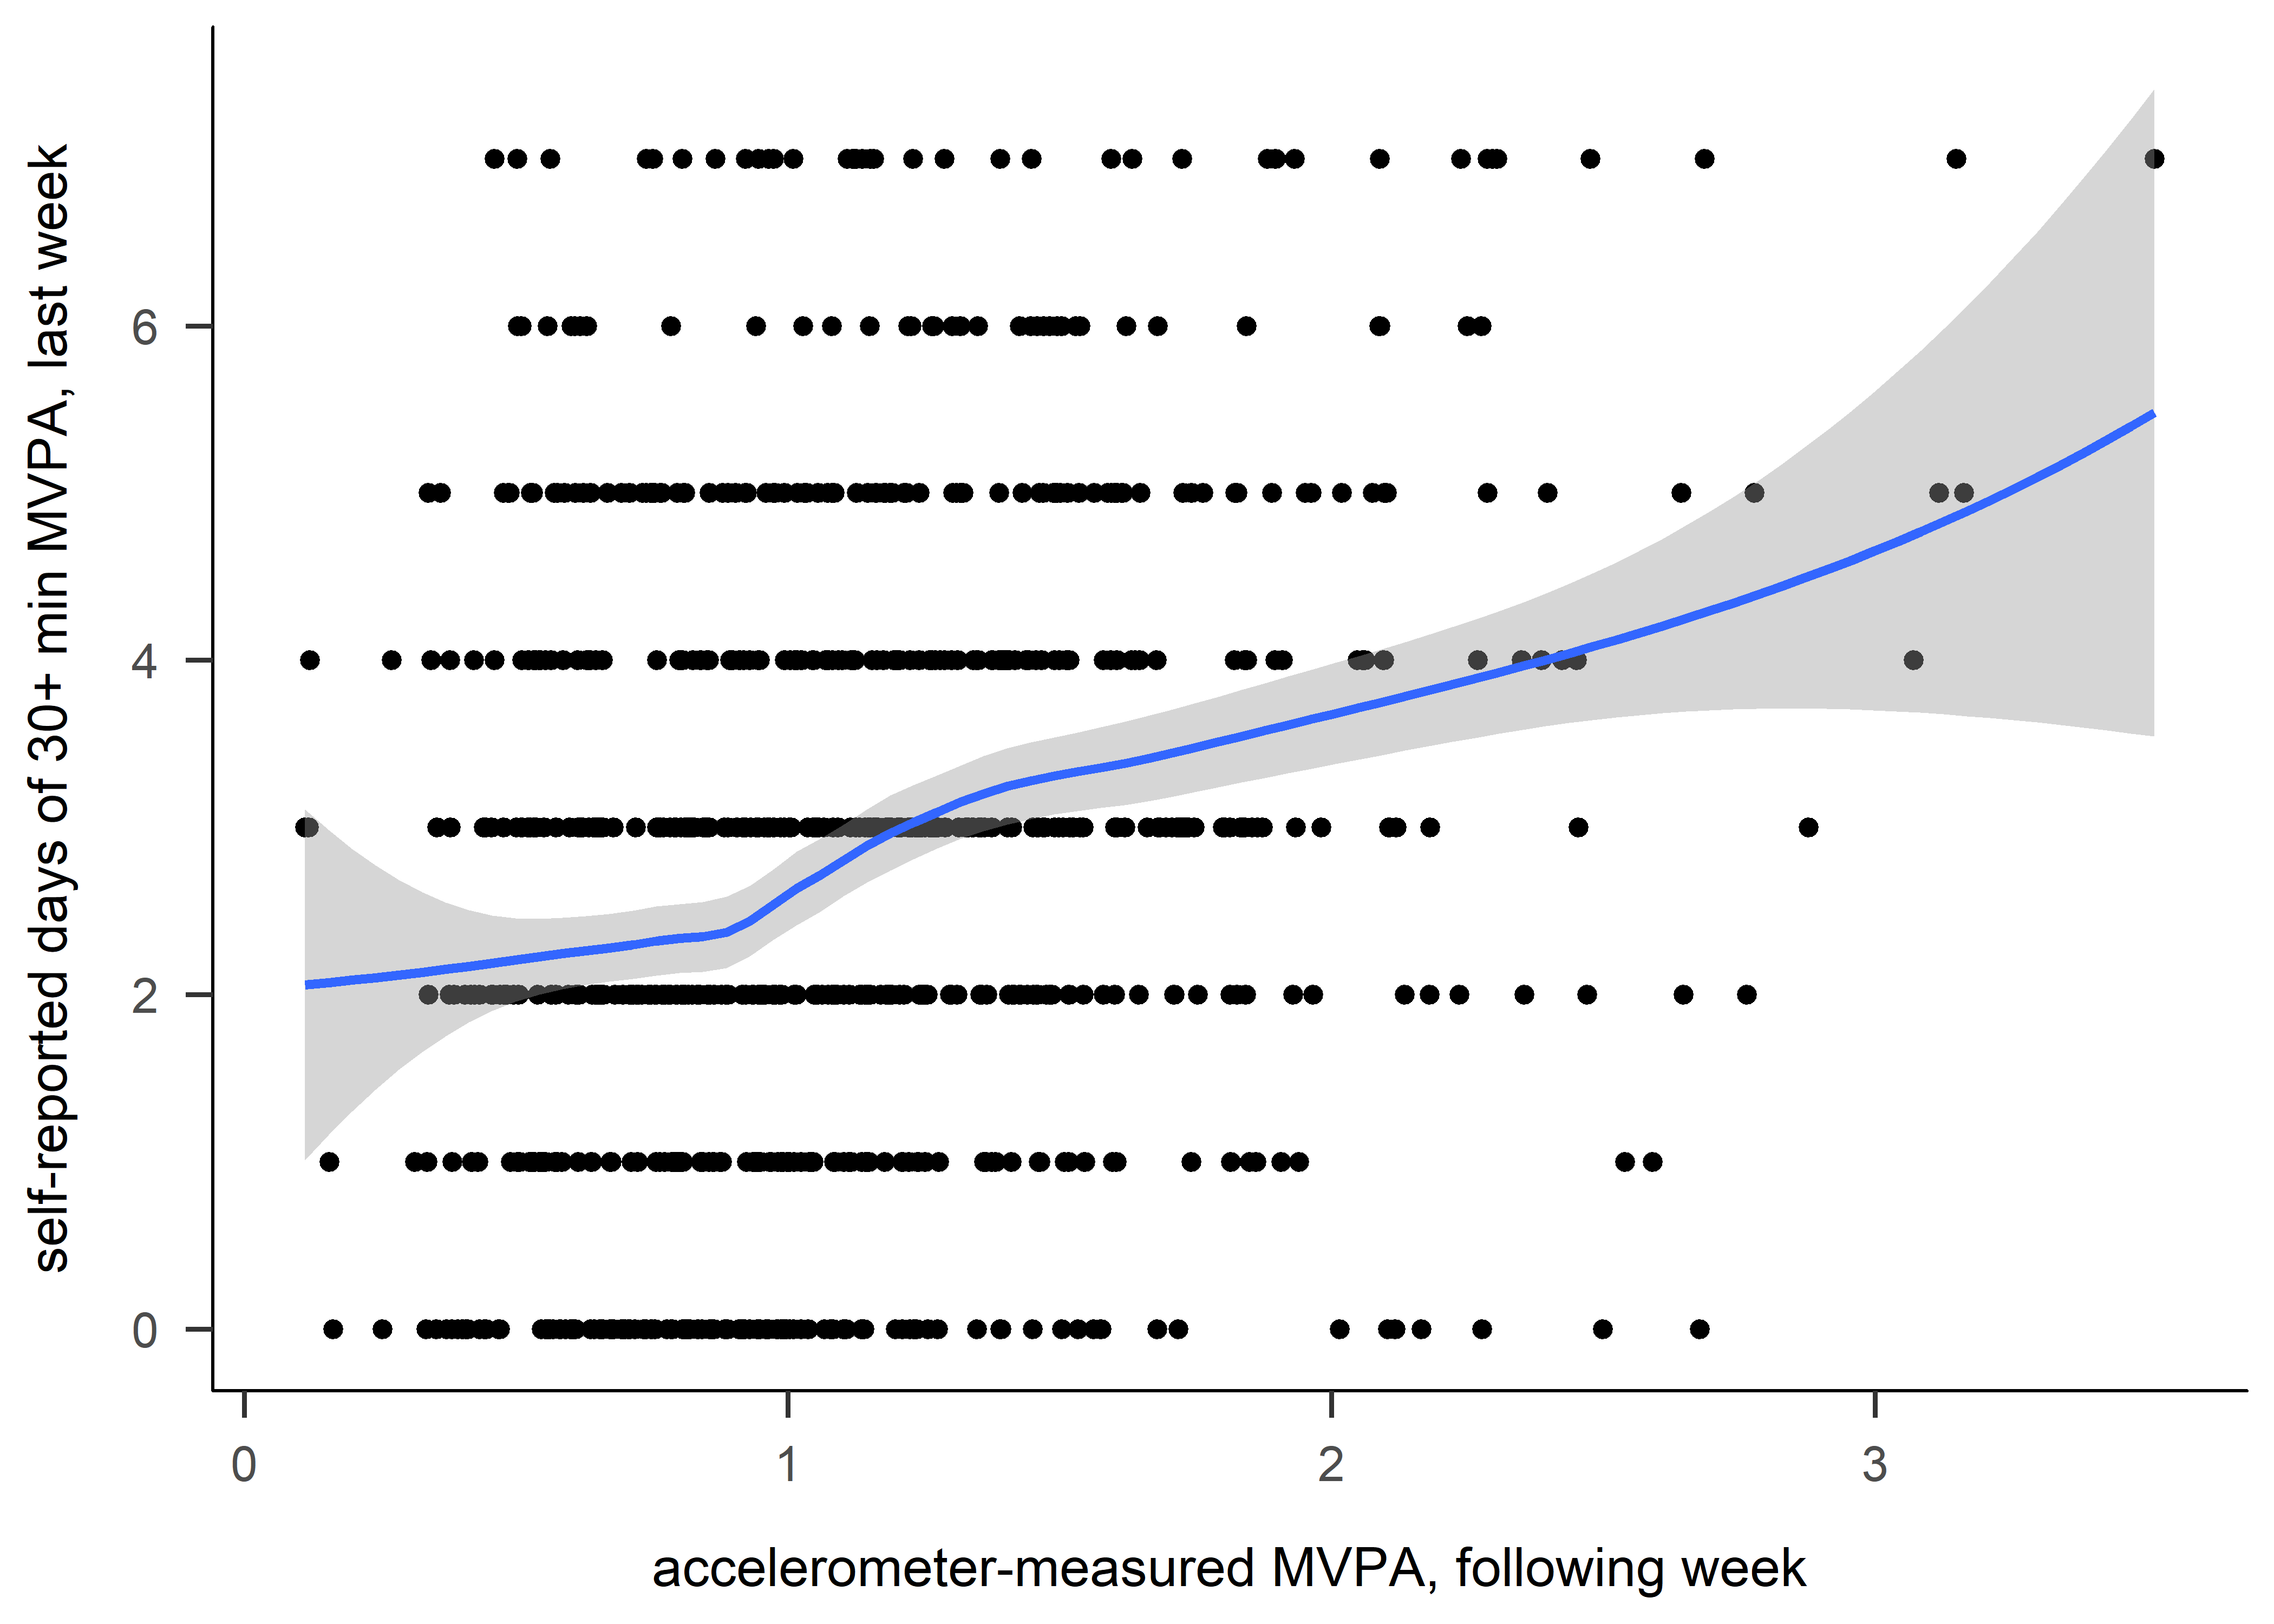 self-reported days of 30+ min MVPA, last week
6
4
2
0
0 1 2 3
accelerometer-measured MVPA, following week